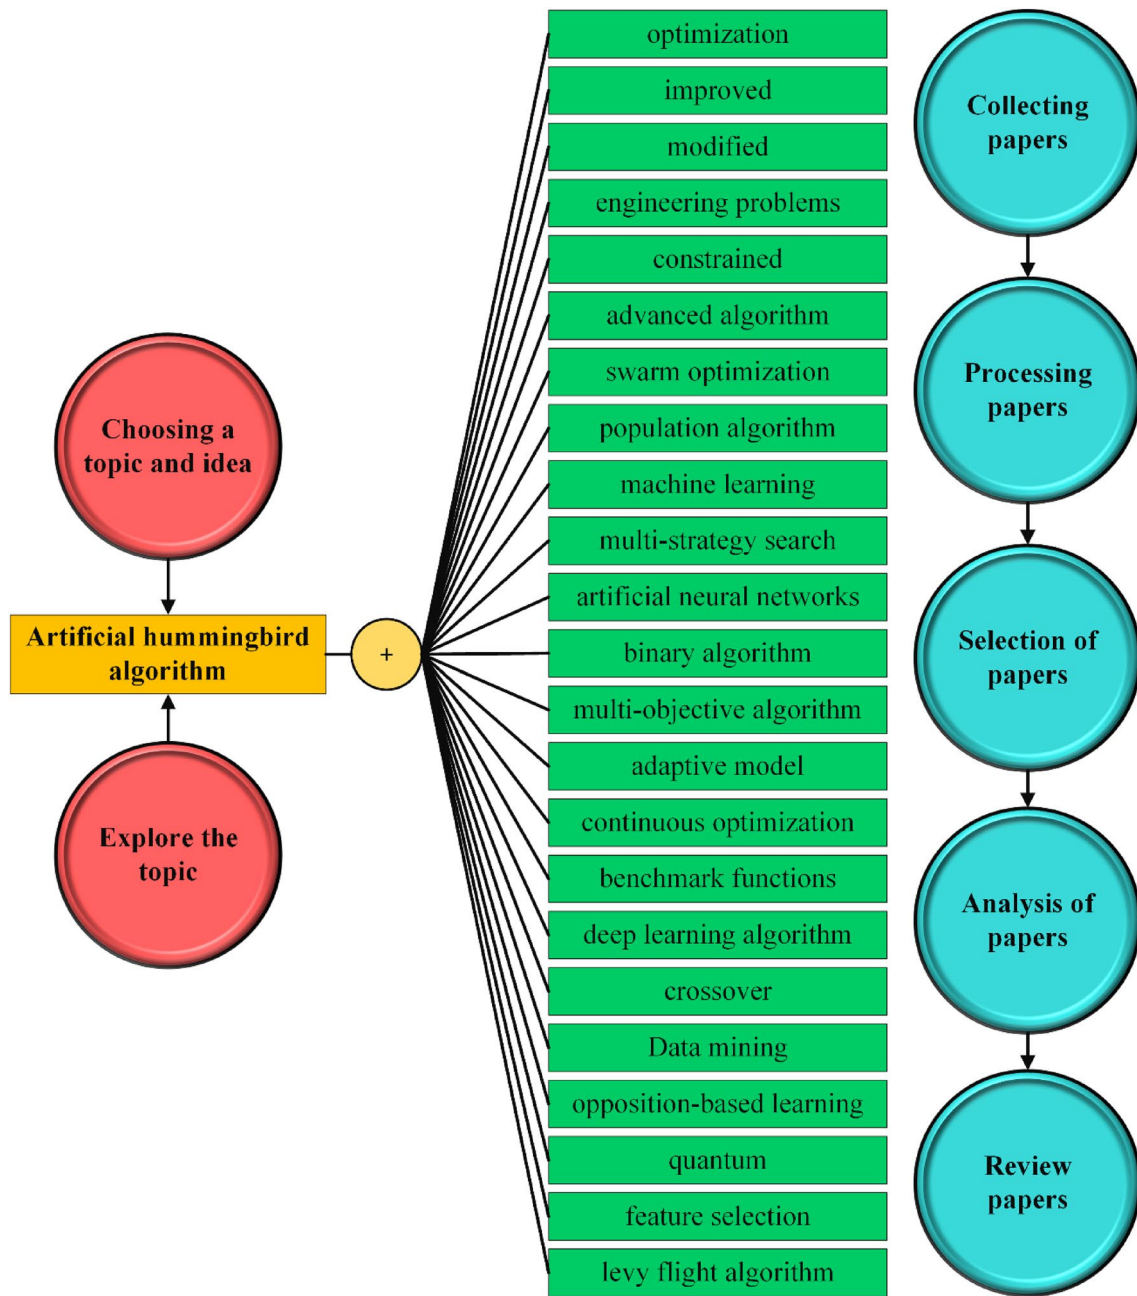 Choosing a
topic and idea
Artificial hummingbird
algorithm
Explore the
topic
+
optimization
improved
modified
engineering problems
constrained
advanced algorithm
swarm optimization
population algorithm
machine learning
multi-strategy search
artificial neural networks
binary algorithm
multi-objective algorithm
adaptive model
continuous optimization
benchmark functions
deep learning algorithm
crossover
Data mining
opposition-based learning
quantum
feature selection
levy flight algorithm
Collecting
papers
Processing
papers
Selection of
papers
Analysis of
papers
Review
papers